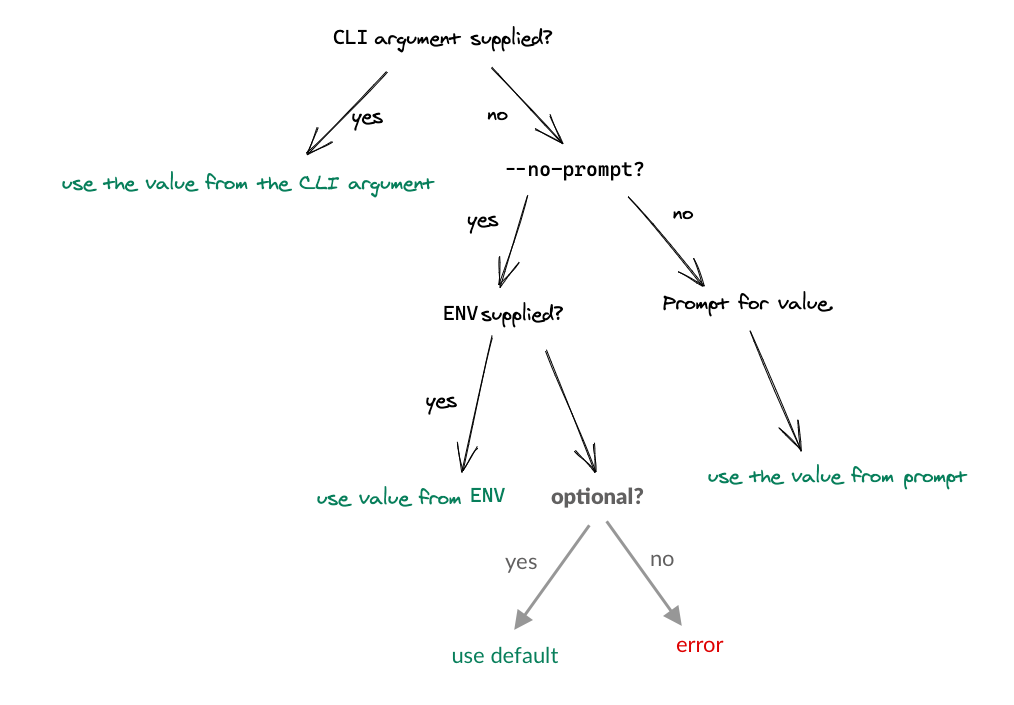 CLI argument supplied?
yes
no
use the value from the CLI argument
--no-prompt?
yes
no
ENV supplied?
Prompt for value
yes
use value from ENV
optional?
use the value from prompt
yes
no
use default
error